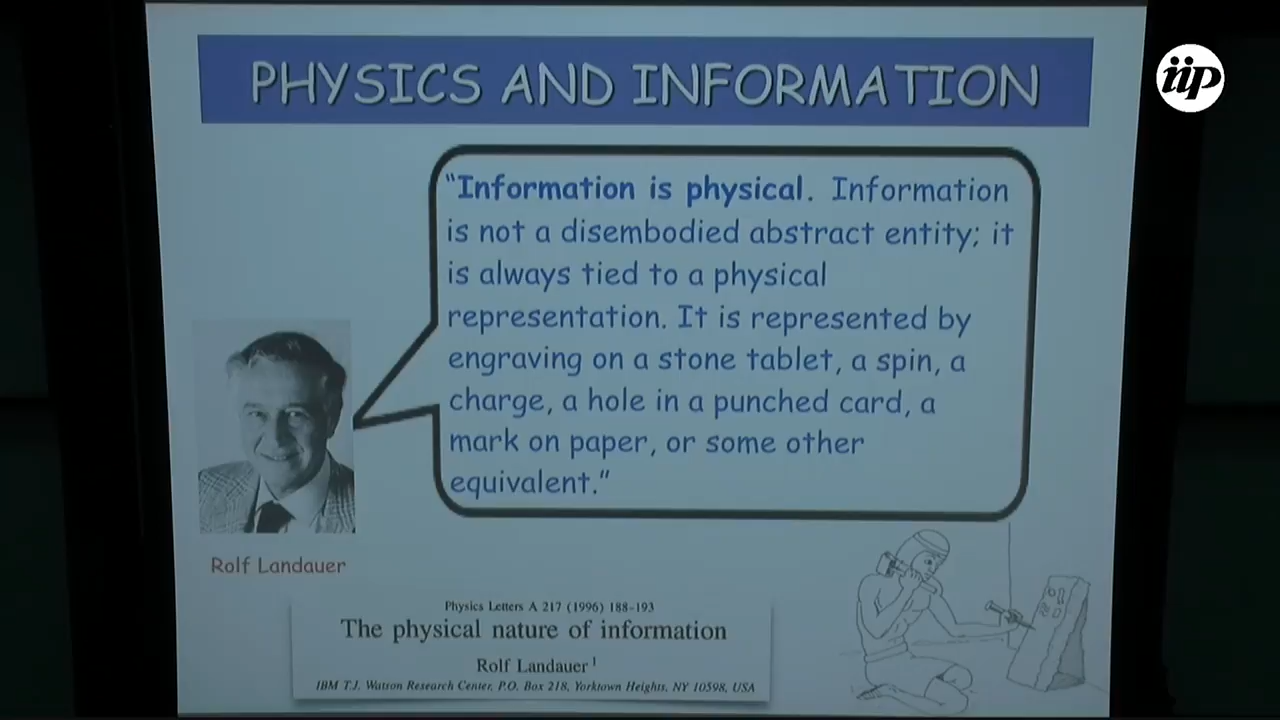 PHYSICS AND INFORMATION
iip
"Information is physical. Information
is not a disembodied abstract entity; it
is always tied to a physical
representation. It is represented by
engraving on a stone tablet, a spin, a
charge, a hole in a punched card, a
mark on paper, or some other
equivalent."
Rolf Landauer
Physics Letters A 217 (1996) 188-193
The physical nature of information
Rolf Landauer 1
IBM T.J. Watson Research Center, P.O. Box 218, Yorktown Heights, NY 10598, USA